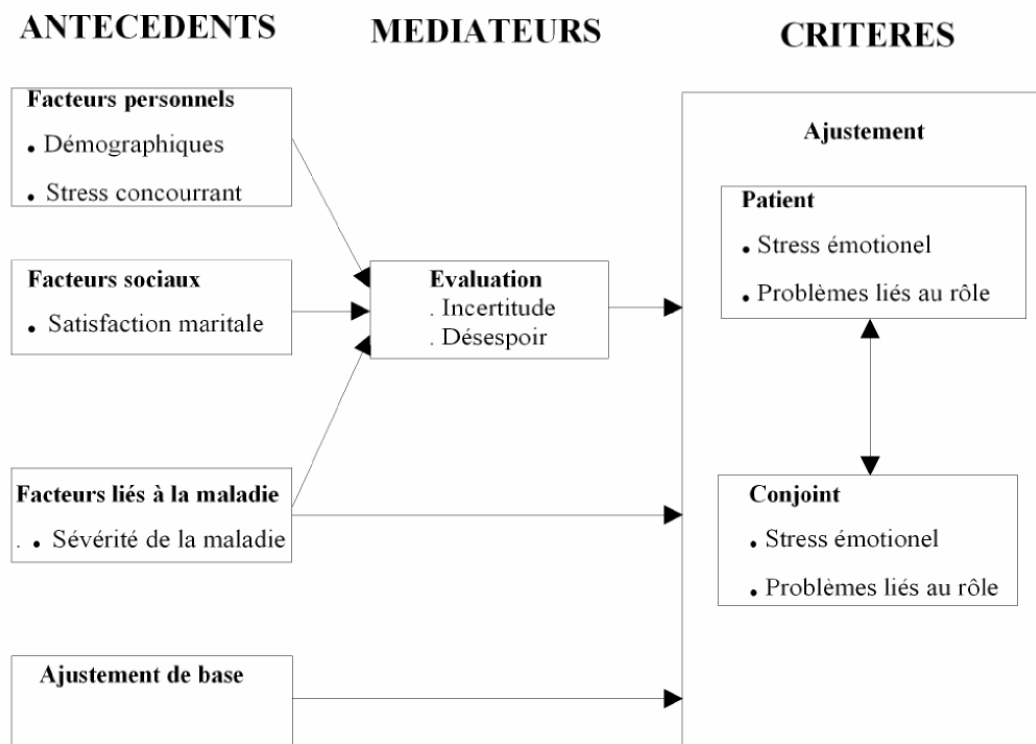 ANTECEDENTS
MEDIATEURS
CRITERES
Facteurs personnels
• Démographiques
• Stress concourrant
Facteurs sociaux
• Satisfaction maritale
Facteurs liés à la maladie
. • Sévérité de la maladie
Ajustement de base
Evaluation
. Incertitude
. Désespoir
Ajustement
Patient
• Stress émotionel
• Problèmes liés au rôle
Conjoint
• Stress émotionel
• Problèmes liés au rôle